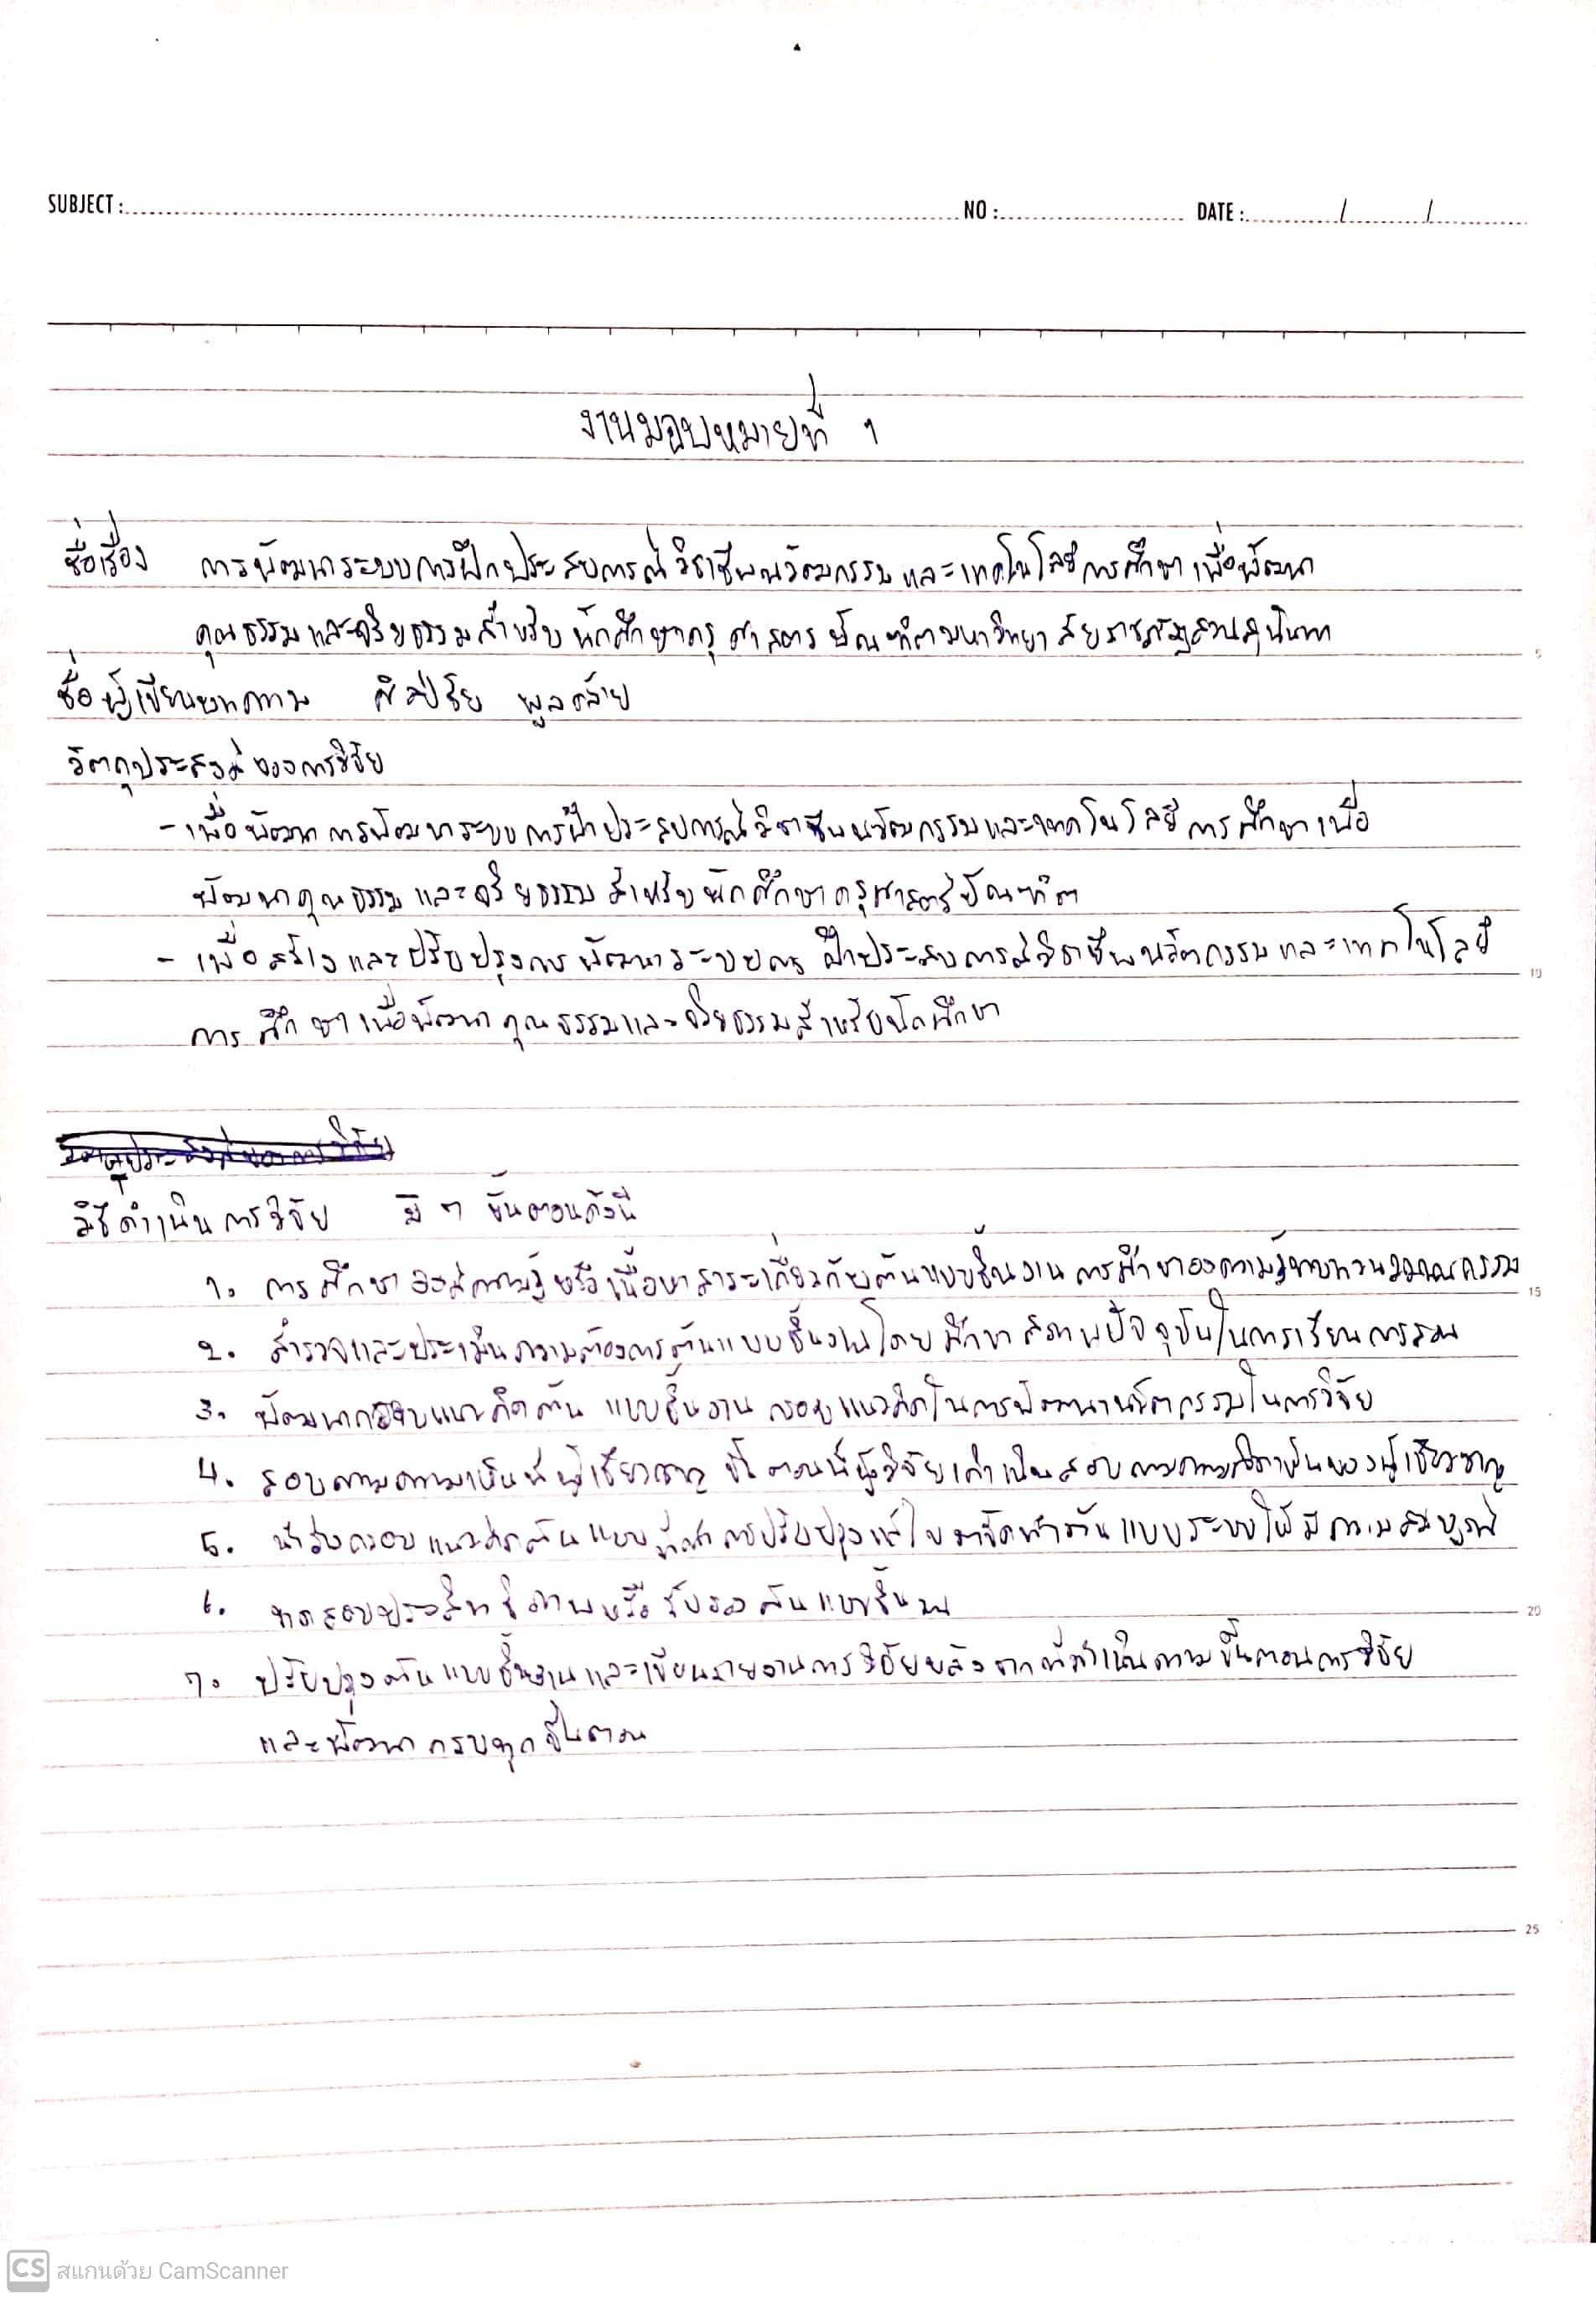 SUBJECT : NO : DATE : / /
งานมอบหมายที่ 1
ชื่อเรื่อง การพัฒนาระบบการฝึกประสบการณ์วิชาชีพนวัตกรรมและเทคโนโลยีการศึกษาเพื่อพัฒนา
คุณธรรมและจริยธรรมสำหรับนักศึกษาครุศาสตรบัณฑิตมหาวิทยาลัยราชภัฏสวนสุนันทา
ชื่อผู้เขียนบทความ ศิลป์ชัย พูลคล้าย
วัตถุประสงค์ของการวิจัย
- เพื่อพัฒนาการพัฒนาระบบการฝึกประสบการณ์วิชาชีพนวัตกรรมและเทคโนโลยีการศึกษาเพื่อ
พัฒนาคุณธรรมและจริยธรรมสำหรับนักศึกษาครุศาสตร์บัณฑิต
- เพื่อสร้างและปรับปรุงการพัฒนาระบบการฝึกประสบการณ์วิชาชีพนวัตกรรมและเทคโนโลยี
การศึกษาเพื่อพัฒนาคุณธรรมและจริยธรรมสำหรับนักศึกษา
วิธีดำเนินการวิจัย มี 7 ขั้นตอนดังนี้
1. การศึกษาองค์ความรู้หรือเนื้อหาสาระเกี่ยวกับต้นแบบชิ้นงาน การศึกษาองความรู้ทบทวนวรรณกรรม
2. สำรวจและประเมินความต้องการต้นแบบชิ้นงานโดยศึกษาสภาพปัจจุบันในการเรียนการสอน
3. พัฒนากรอบแนวคิดต้นแบบชิ้นงาน กรอบแนวคิดในการพัฒนานวัตกรรมในการวิจัย
4. สอบถามความเห็นผู้เชี่ยวชาญ ขั้นตอนนี้ผู้วิจัยดำเนินสอบถามความคิดเห็นของผู้เชี่ยวชาญ
5. นำร่างกรอบแนวคิดต้นแบบ การปรับปรุงแก้ไขมาจัดทำต้นแบบระบบให้มีความสมบูรณ์
6. ทดสอบประสิทธิภาพหรือรับรองต้นแบบชิ้นงาน
7. ปรับปรุงต้นแบบชิ้นงานและเขียนรายงานการวิจัยหลังจากที่ดำเนินตามขั้นตอนการวิจัย
และพัฒนาครบทุกขั้นตอน
5
10
15
20
25
CS สแกนด้วย CamScanner